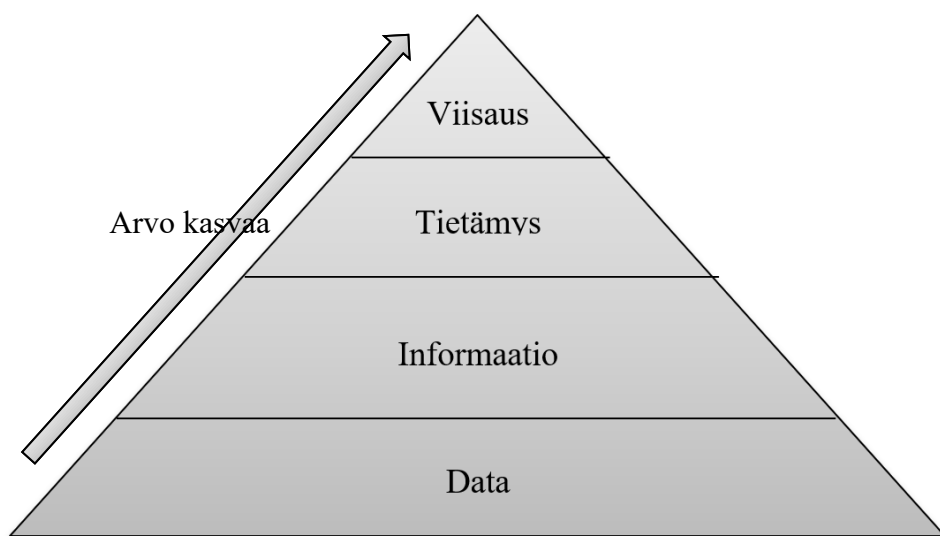 Viisaus
Arvo kasvaa
Tietämys
Informaatio
Data